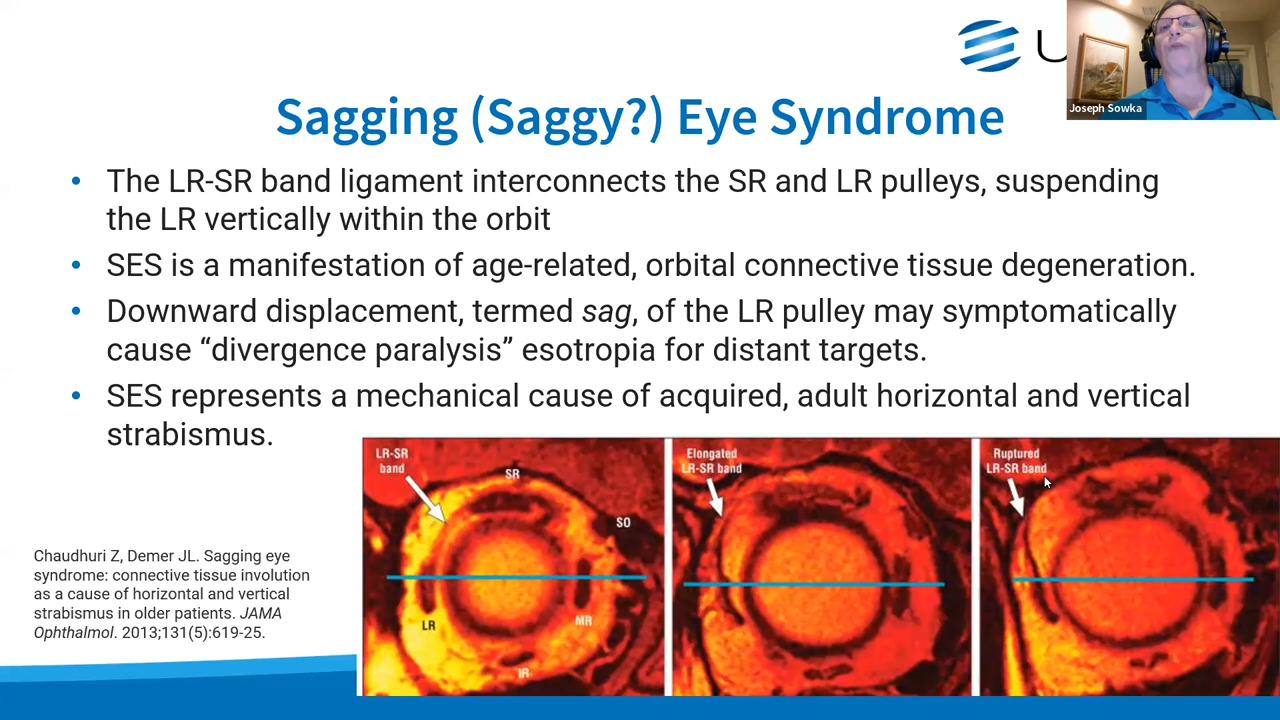 U
Joseph Sowka
Sagging (Saggy?) Eye Syndrome
• The LR-SR band ligament interconnects the SR and LR pulleys, suspending
the LR vertically within the orbit
• SES is a manifestation of age-related, orbital connective tissue degeneration.
• Downward displacement, termed sag, of the LR pulley may symptomatically
cause “divergence paralysis” esotropia for distant targets.
• SES represents a mechanical cause of acquired, adult horizontal and vertical
strabismus.
LR-SR
band
SR
SO
LR
MR
IR
Elongated
LR-SR band
Ruptured
LR-SR band
Chaudhuri Z, Demer JL. Sagging eye
syndrome: connective tissue involution
as a cause of horizontal and vertical
strabismus in older patients. JAMA
Ophthalmol. 2013;131(5):619-25.